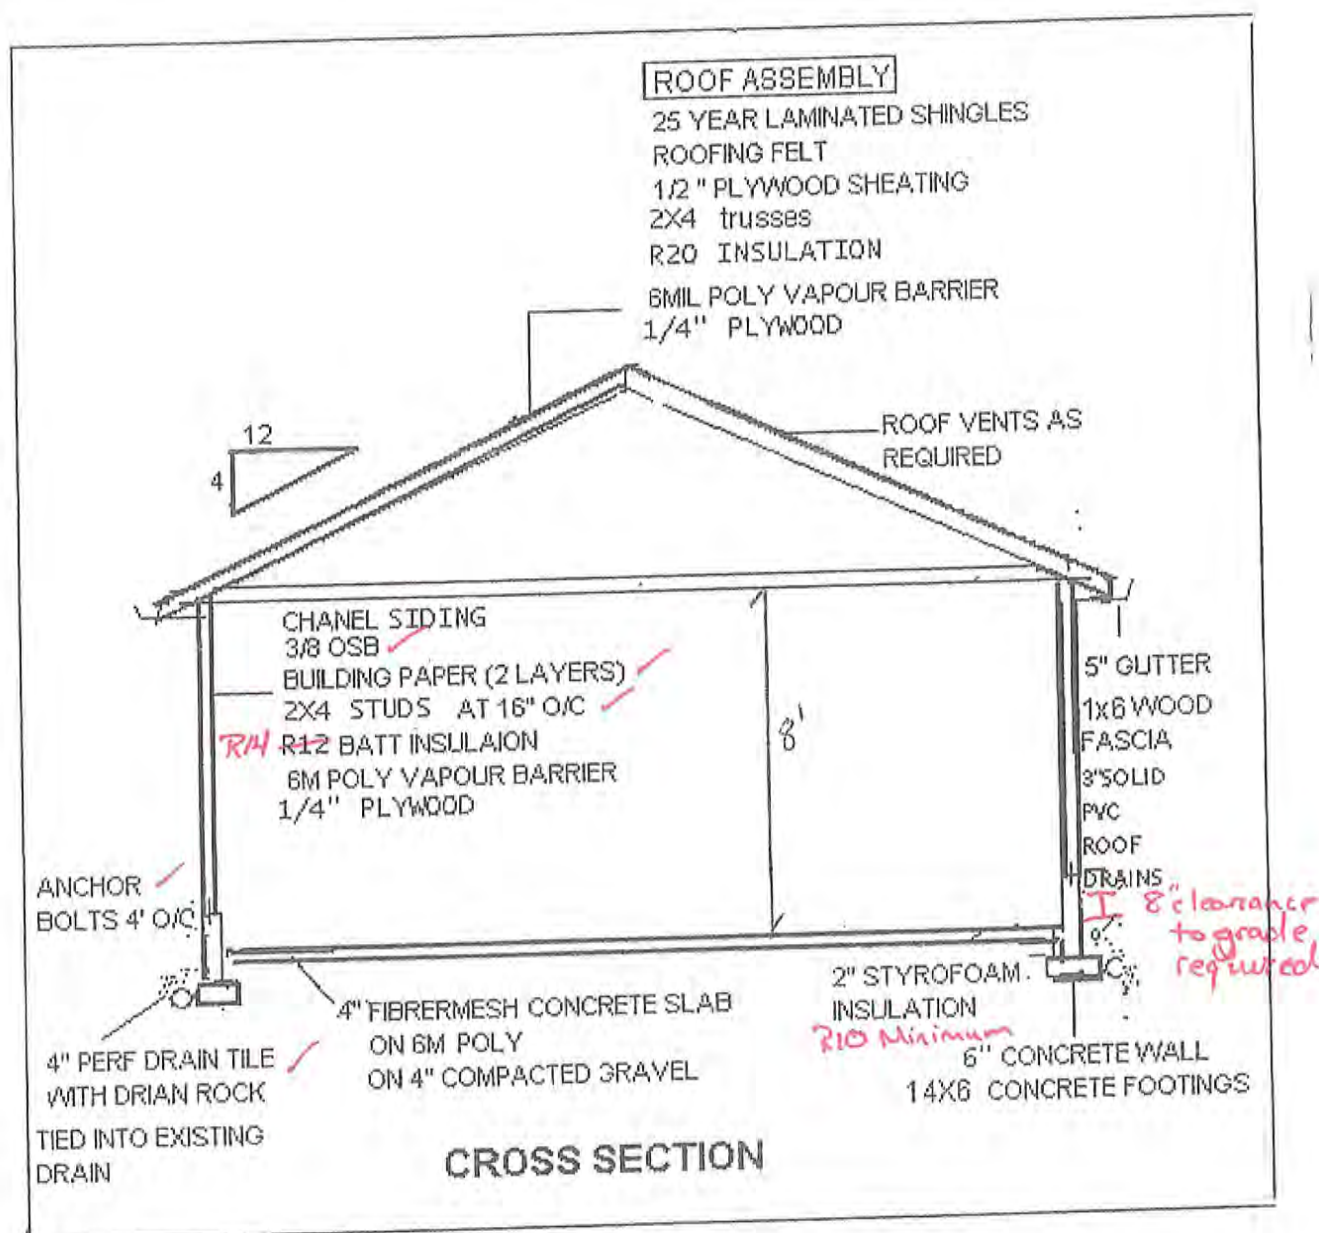 ROOF ASSEMBLY
25 YEAR LAMINATED SHINGLES
ROOFING FELT
1/2" PLYWOOD SHEATING
2X4 trusses
R20 INSULATION
6MIL POLY VAPOUR BARRIER
1/4" PLYWOOD
12
4
ROOF VENTS AS
REQUIRED
CHANEL SIDING
3/8 OSB
BUILDING PAPER (2 LAYERS)
2X4 STUDS AT 16" O/C
R14 R12 BATT INSULAION
6M POLY VAPOUR BARRIER
1/4" PLYWOOD
8'
5" GUTTER
1X6 WOOD
FASCIA
3"SOLID
PVC
ROOF
DRAINS
8" clearance
to grade
required
ANCHOR
BOLTS 4' O/C
4" PERF DRAIN TILE
WITH DRIAN ROCK
TIED INTO EXISTING
DRAIN
4" FIBRERMESH CONCRETE SLAB
ON 6M POLY
ON 4" COMPACTED GRAVEL
2" STYROFOAM
INSULATION
R10 Minimum
6" CONCRETE WALL
14X6 CONCRETE FOOTINGS
CROSS SECTION